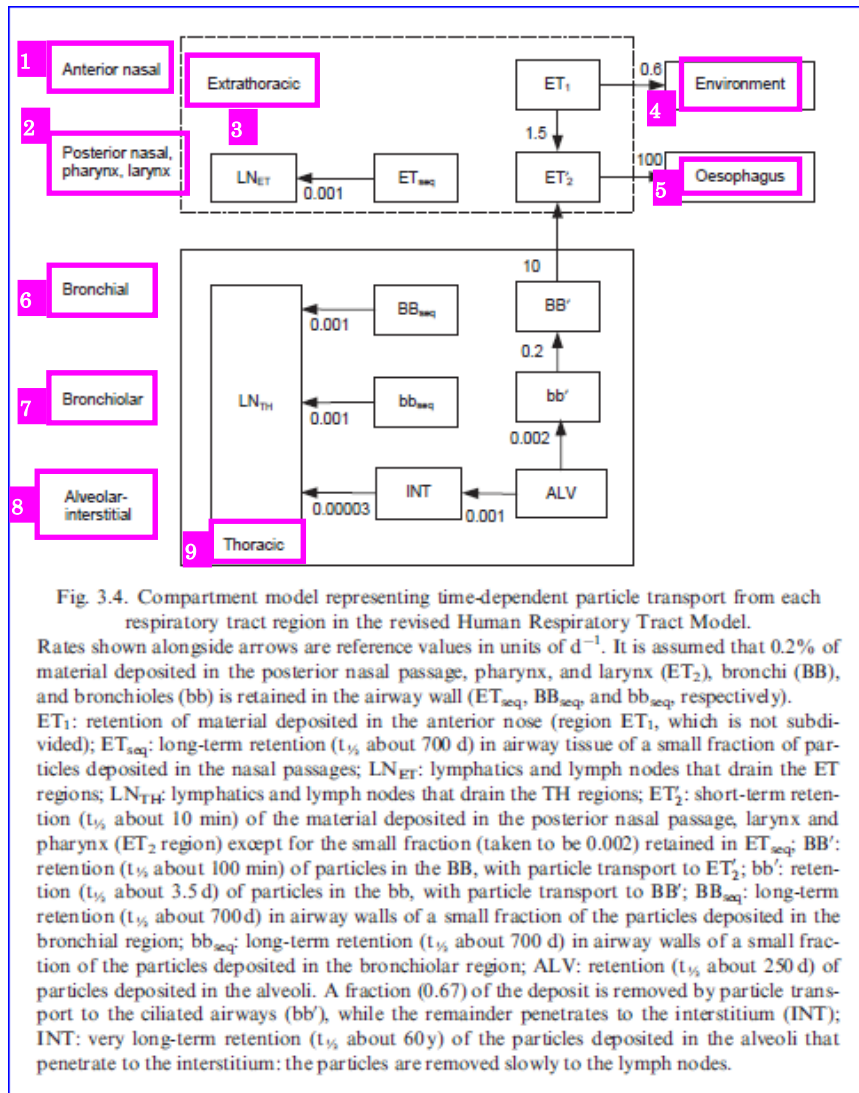 1
Anterior nasal
Extrathoracic
ET₁
0.6
Environment
4
2
3
1.5
Posterior nasal,
pharynx, larynx
LN_ET
0.001
ET_seq
ET′₂
100
Oesophagus
5
10
6
Bronchial
BB_seq
0.001
BB′
0.2
7
Bronchiolar
LN_TH
bb_seq
0.001
bb′
0.002
8
Alveolar-
interstitial
INT
0.00003
ALV
0.001
9
Thoracic
Fig. 3.4. Compartment model representing time-dependent particle transport from each
respiratory tract region in the revised Human Respiratory Tract Model.
Rates shown alongside arrows are reference values in units of d⁻¹. It is assumed that 0.2% of
material deposited in the posterior nasal passage, pharynx, and larynx (ET₂), bronchi (BB),
and bronchioles (bb) is retained in the airway wall (ET_seq, BB_seq, and bb_seq, respectively).
ET₁: retention of material deposited in the anterior nose (region ET₁, which is not subdi-
vided); ET_seq: long-term retention (t½ about 700 d) in airway tissue of a small fraction of par-
ticles deposited in the nasal passages; LN_ET: lymphatics and lymph nodes that drain the ET
regions; LN_TH: lymphatics and lymph nodes that drain the TH regions; ET′₂: short-term reten-
tion (t½ about 10 min) of the material deposited in the posterior nasal passage, larynx and
pharynx (ET₂ region) except for the small fraction (taken to be 0.002) retained in ET_seq; BB′:
retention (t½ about 100 min) of particles in the BB, with particle transport to ET′₂; bb′: reten-
tion (t½ about 3.5 d) of particles in the bb, with particle transport to BB′; BB_seq: long-term
retention (t½ about 700 d) in airway walls of a small fraction of the particles deposited in the
bronchial region; bb_seq: long-term retention (t½ about 700 d) in airway walls of a small frac-
tion of the particles deposited in the bronchiolar region; ALV: retention (t½ about 250 d) of
particles deposited in the alveoli. A fraction (0.67) of the deposit is removed by particle trans-
port to the ciliated airways (bb′), while the remainder penetrates to the interstitium (INT);
INT: very long-term retention (t½ about 60 y) of the particles deposited in the alveoli that
penetrate to the interstitium: the particles are removed slowly to the lymph nodes.